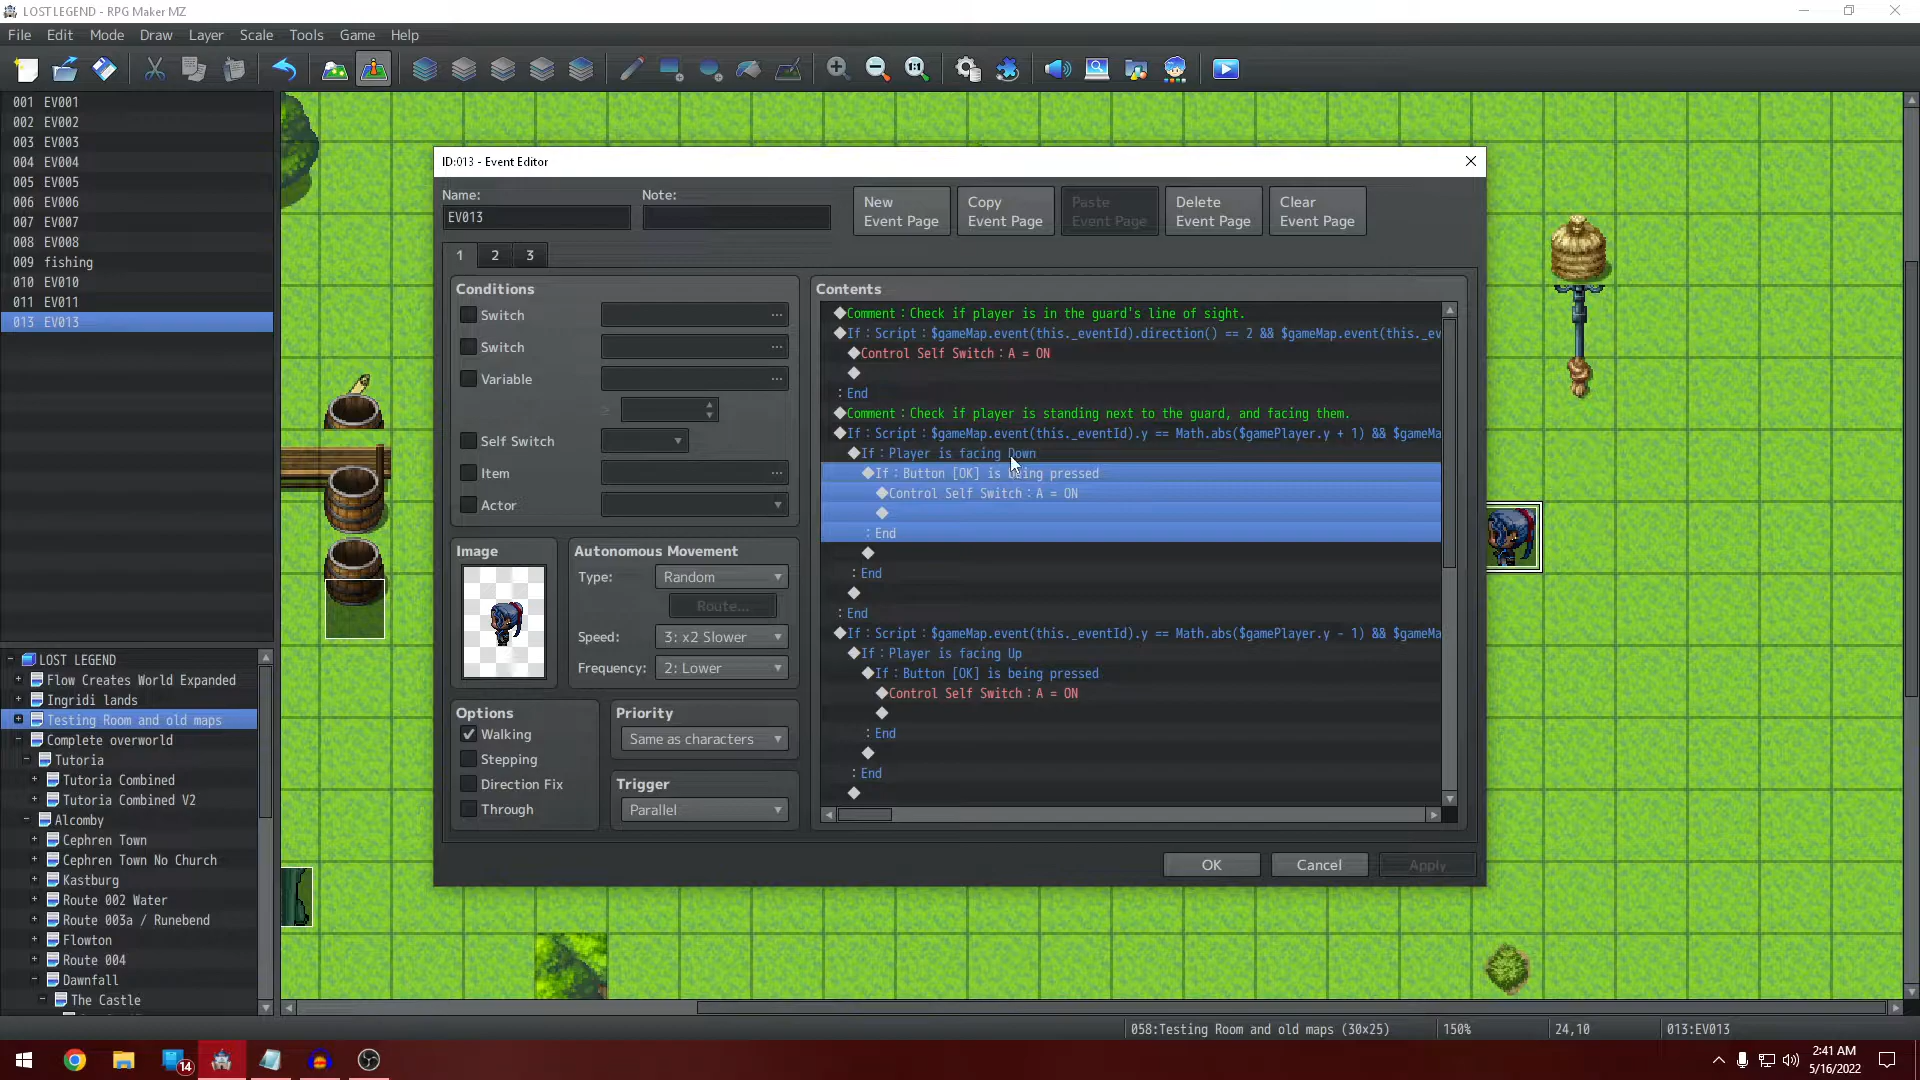 LOST LEGEND - RPG Maker MZ
File Edit Mode Draw Layer Scale Tools Game Help
1:1
001 EV001
002 EV002
003 EV003
004 EV004
005 EV005
006 EV006
007 EV007
008 EV008
009 fishing
010 EV010
011 EV011
013 EV013
LOST LEGEND
Flow Creates World Expanded
Ingridi lands
Testing Room and old maps
Complete overworld
Tutoria
Tutoria Combined
Tutoria Combined V2
Alcomby
Cephren Town
Cephren Town No Church
Kastburg
Route 002 Water
Route 003a / Runebend
Flowton
Route 004
Dawnfall
The Castle
ID:013 - Event Editor
Name:
EV013
Note:
New Event Page
Copy Event Page
Paste Event Page
Delete Event Page
Clear Event Page
1 2 3
Conditions
Switch ...
Switch ...
Variable ...
≥
Self Switch
Item ...
Actor
Image
Autonomous Movement
Type: Random
Route...
Speed: 3: x2 Slower
Frequency: 2: Lower
Options
Walking
Stepping
Direction Fix
Through
Priority
Same as characters
Trigger
Parallel
Contents
◆Comment : Check if player is in the guard's line of sight.
◆If : Script : $gameMap.event(this._eventId).direction() == 2 && $gameMap.event(this._ev
◆Control Self Switch : A = ON
◆
: End
◆Comment : Check if player is standing next to the guard, and facing them.
◆If : Script : $gameMap.event(this._eventId).y == Math.abs($gamePlayer.y + 1) && $gameMa
◆If : Player is facing Down
◆If : Button [OK] is being pressed
◆Control Self Switch : A = ON
◆
: End
◆
: End
◆
: End
◆If : Script : $gameMap.event(this._eventId).y == Math.abs($gamePlayer.y - 1) && $gameMa
◆If : Player is facing Up
◆If : Button [OK] is being pressed
◆Control Self Switch : A = ON
◆
: End
◆
: End
◆
OK Cancel Apply
058:Testing Room and old maps (30x25) 150% 24,10 013:EV013
14
2:41 AM
5/16/2022